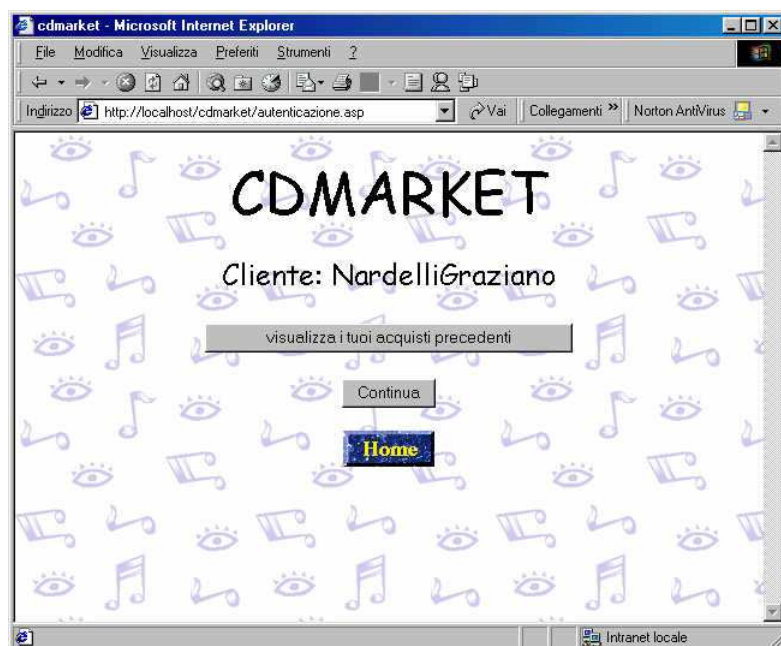 cdmarket - Microsoft Internet Explorer
File Modifica Visualizza Preferiti Strumenti ?
Indirizzo http://localhost/cdmarket/autenticazione.asp Vai Collegamenti » Norton AntiVirus
CDMARKET
Cliente: NardelliGraziano
visualizza i tuoi acquisti precedenti
Continua
Home
Intranet locale